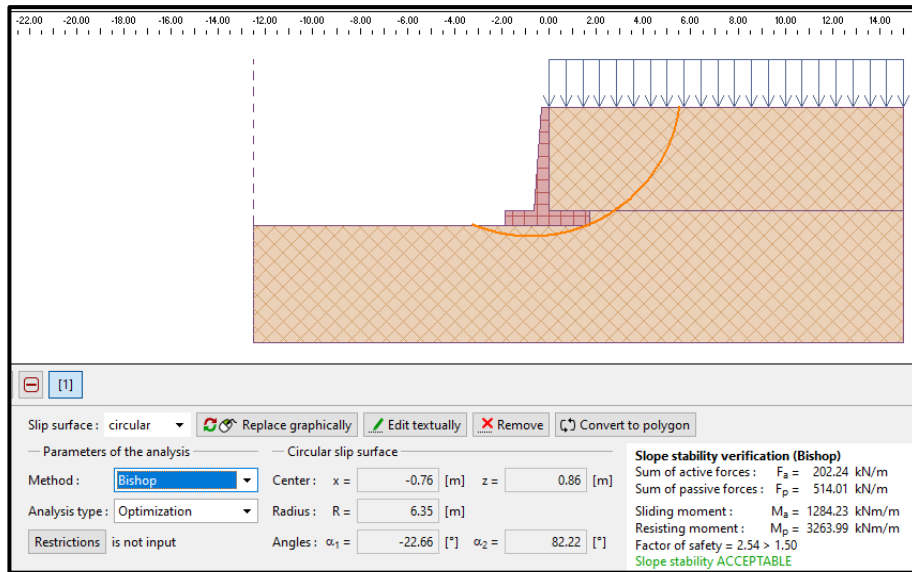 -22.00 -20.00 -18.00 -16.00 -14.00 -12.00 -10.00 -8.00 -6.00 -4.00 -2.00 0.00 2.00 4.00 6.00 8.00 10.00 12.00 14.00
[1]
Slip surface : circular Replace graphically Edit textually Remove Convert to polygon
Parameters of the analysis
Method : Bishop
Analysis type : Optimization
Restrictions is not input
Circular slip surface
Center : x = -0.76 [m] z = 0.86 [m]
Radius : R = 6.35 [m]
Angles : α1 = -22.66 [°] α2 = 82.22 [°]
Slope stability verification (Bishop)
Sum of active forces : Fa = 202.24 kN/m
Sum of passive forces : Fp = 514.01 kN/m
Sliding moment : Ma = 1284.23 kNm/m
Resisting moment : Mp = 3263.99 kNm/m
Factor of safety = 2.54 > 1.50
Slope stability ACCEPTABLE